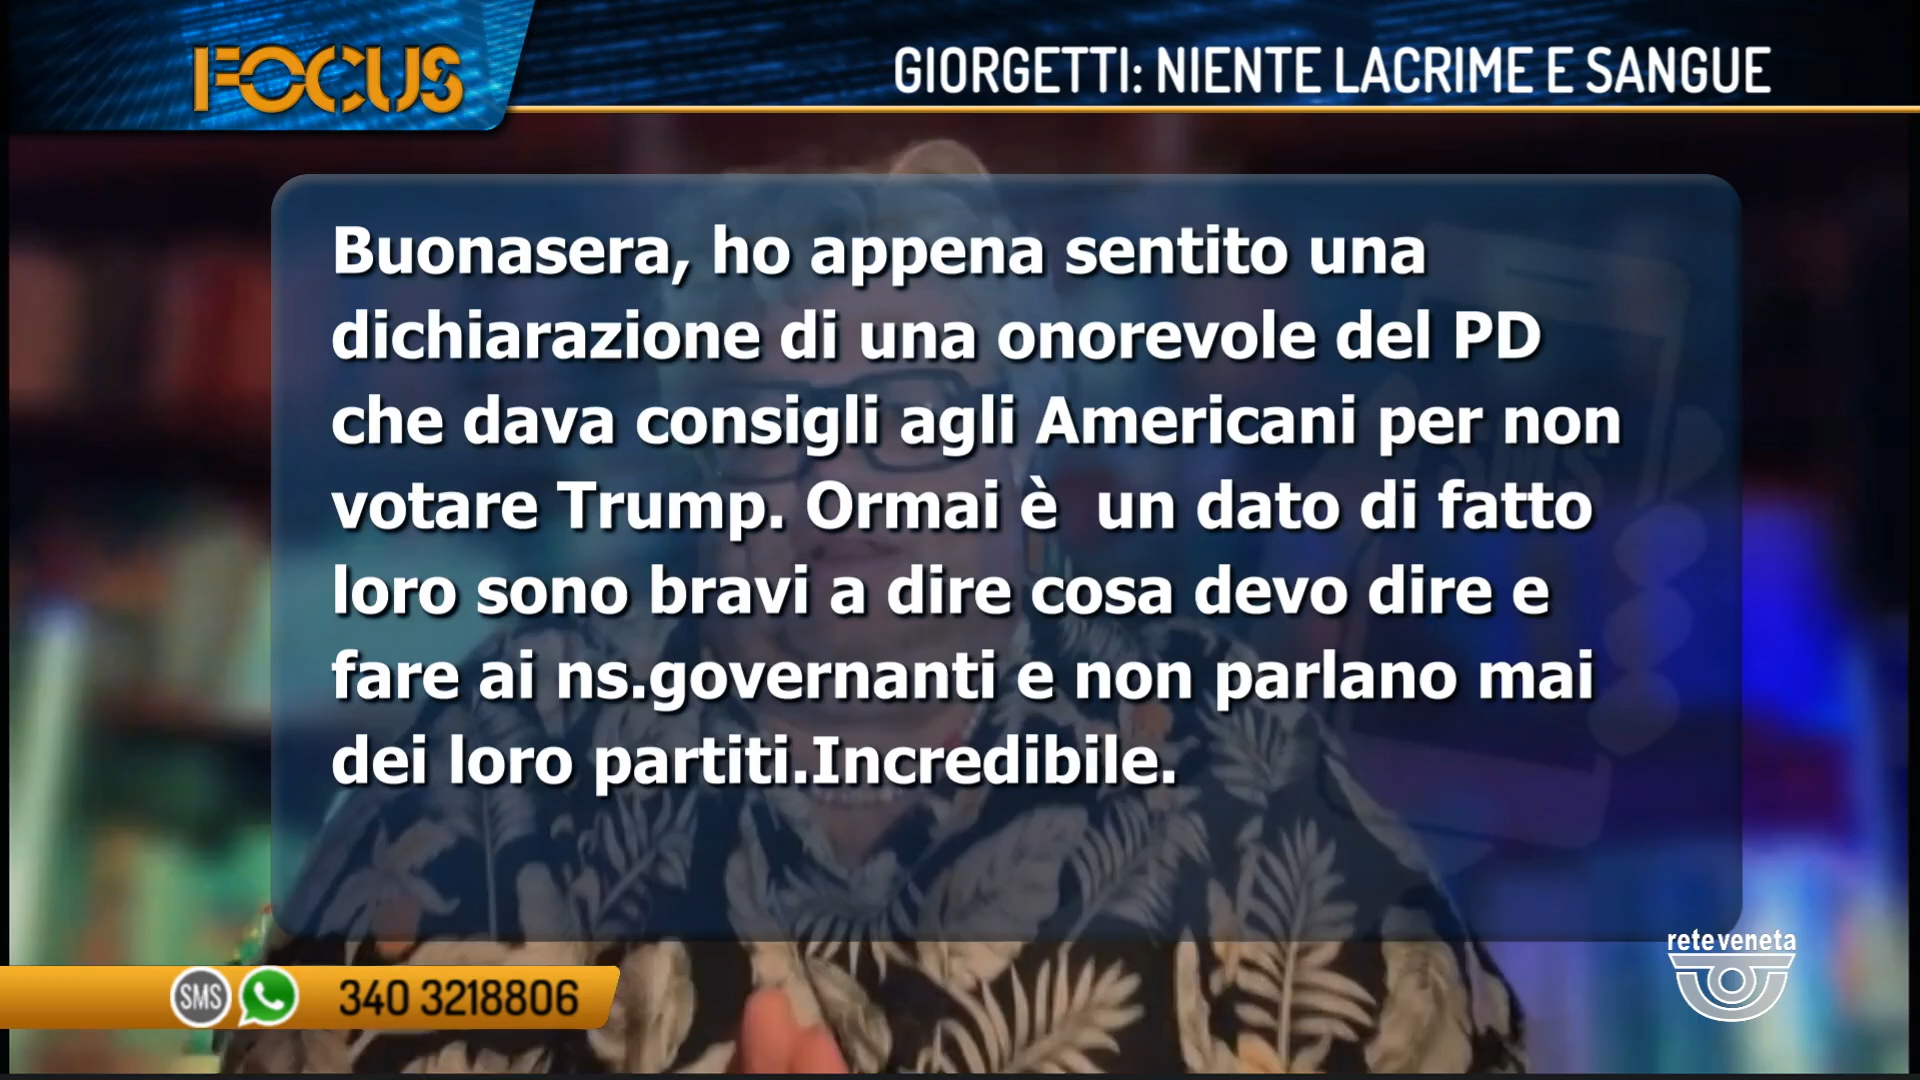 FOCUS
GIORGETTI: NIENTE LACRIME E SANGUE
Buonasera, ho appena sentito una
dichiarazione di una onorevole del PD
che dava consigli agli Americani per non
votare Trump. Ormai è  un dato di fatto
loro sono bravi a dire cosa devo dire e
fare ai ns.governanti e non parlano mai
dei loro partiti.Incredibile.
SMS
SMS
340 3218806
reteveneta